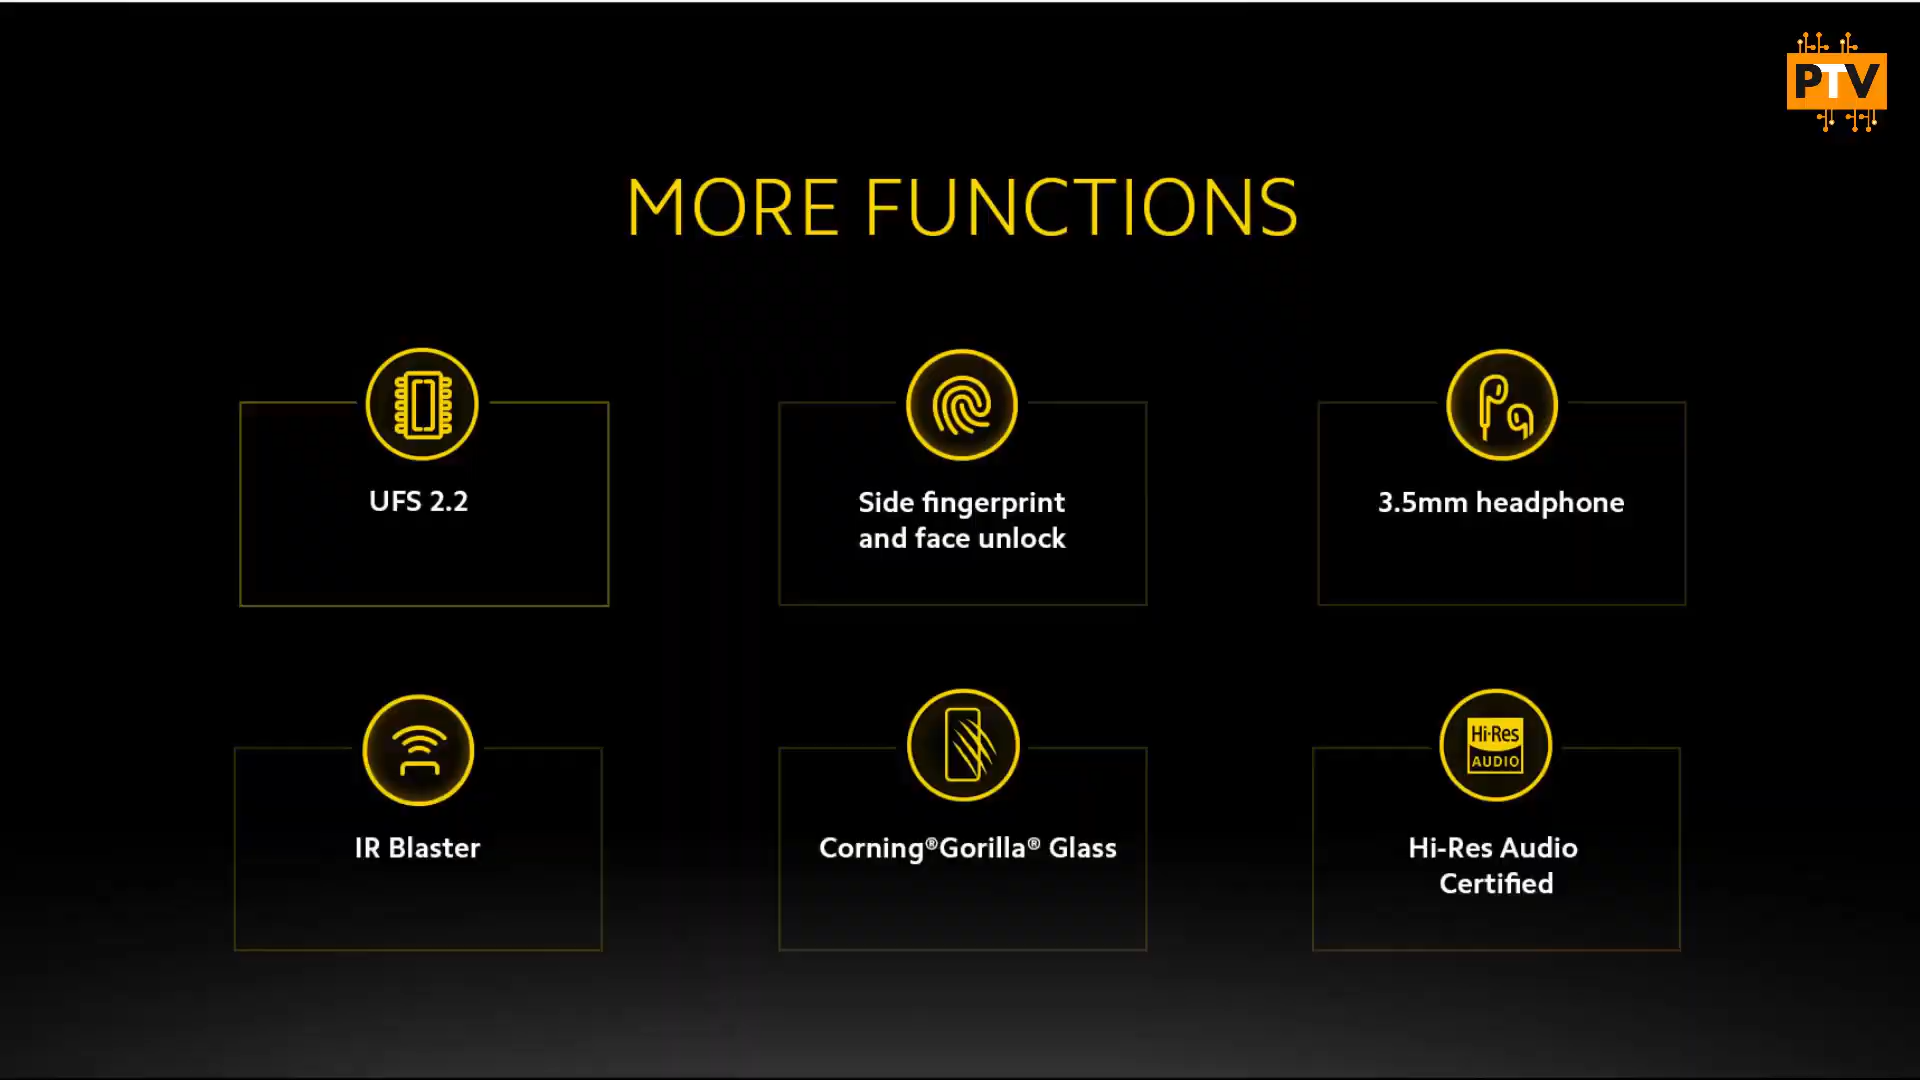 PTV
MORE FUNCTIONS
UFS 2.2
Side fingerprint
and face unlock
3.5mm headphone
IR Blaster
Corning®Gorilla® Glass
Hi-Res
AUDIO
Hi-Res Audio
Certified